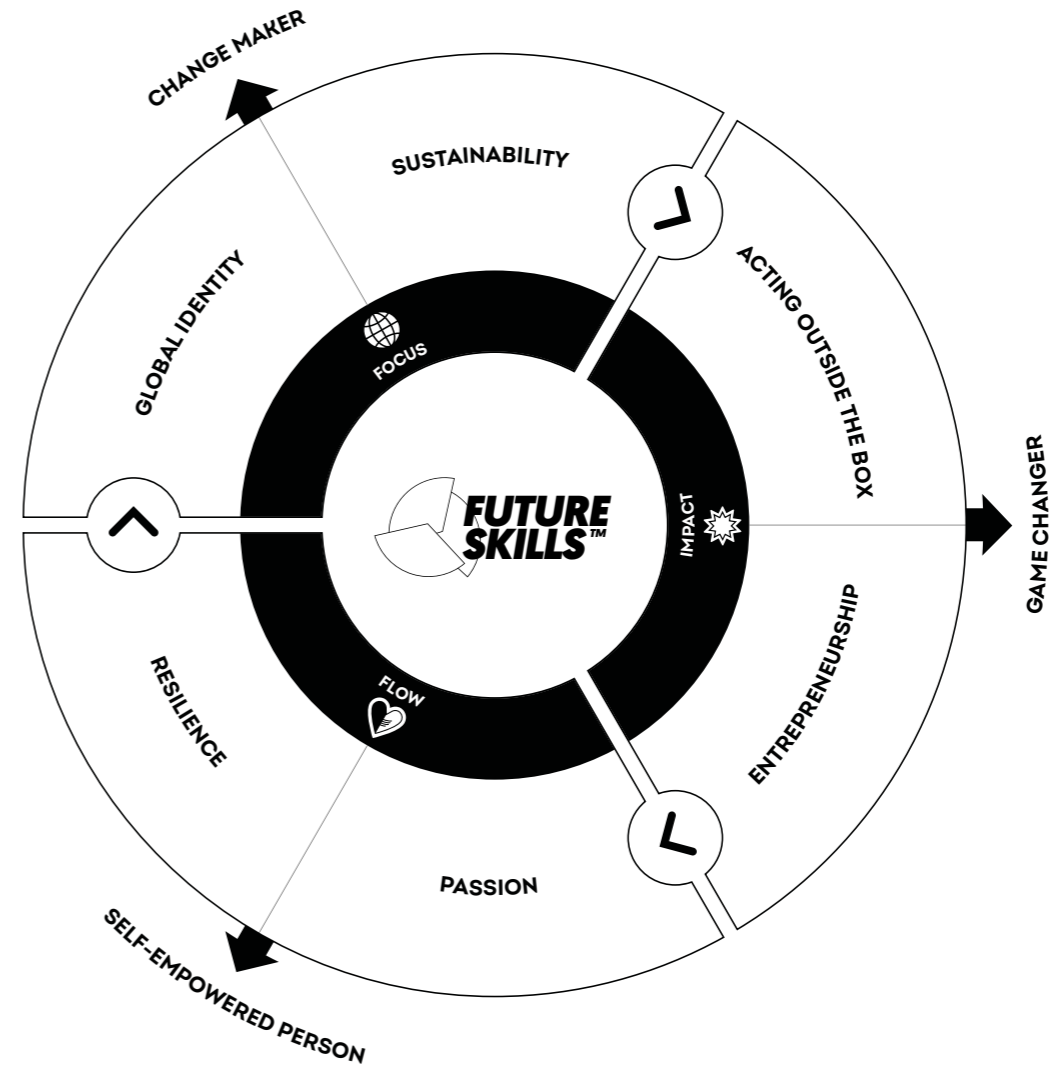 CHANGE MAKER
SUSTAINABILITY
GLOBAL IDENTITY
ACTING OUTSIDE THE BOX
FOCUS
FUTURE
SKILLS™
IMPACT
GAME CHANGER
FLOW
RESILIENCE
ENTREPRENEURSHIP
PASSION
SELF-EMPOWERED PERSON